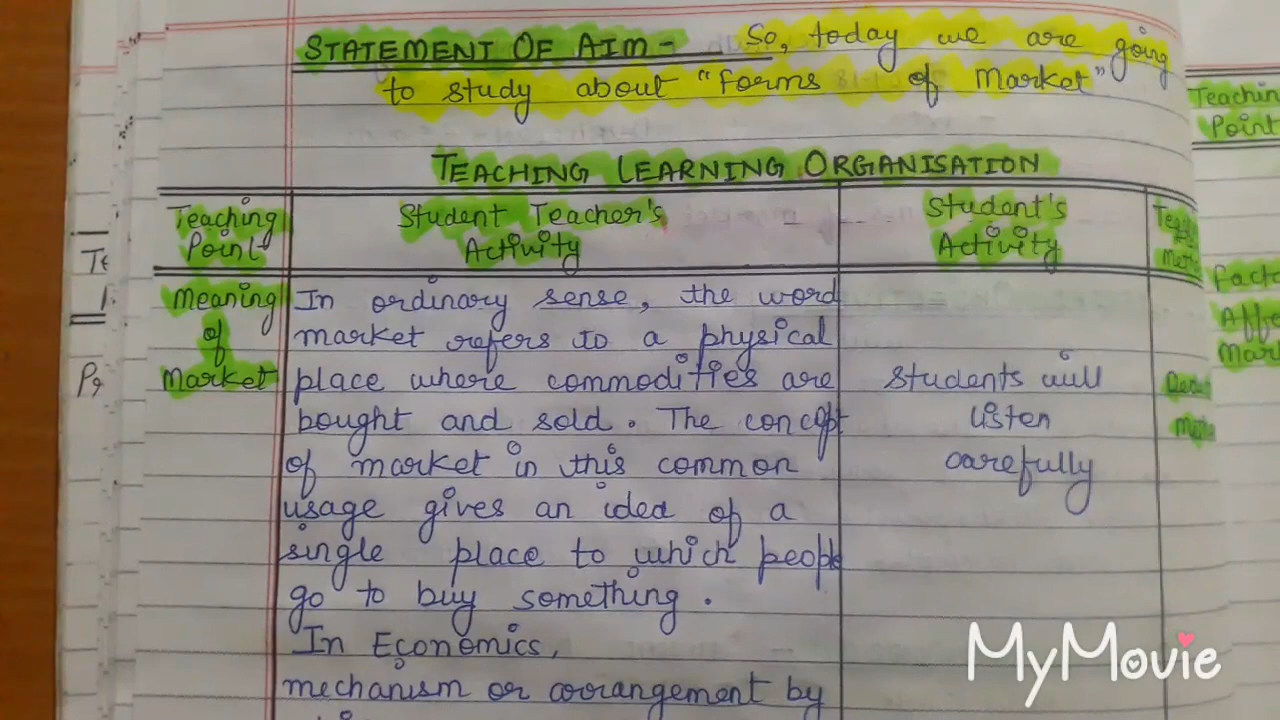 STATEMENT OF AIM - So, today we are going
to study about "forms of Market"
TEACHING LEARNING ORGANISATION
Teaching Point
Student Teacher's Activity
Student's Activity
Meaning
of
Market
In ordinary sense, the word
market refers to a physical
place where commodities are
bought and sold. The concept
of market in this common
usage gives an idea of a
single place to which people
go to buy something.
In Economics,
mechanism or arrangement by
Students will
listen
carefully
Teachin
Point
Facto
Affe
Mar
MyMovie